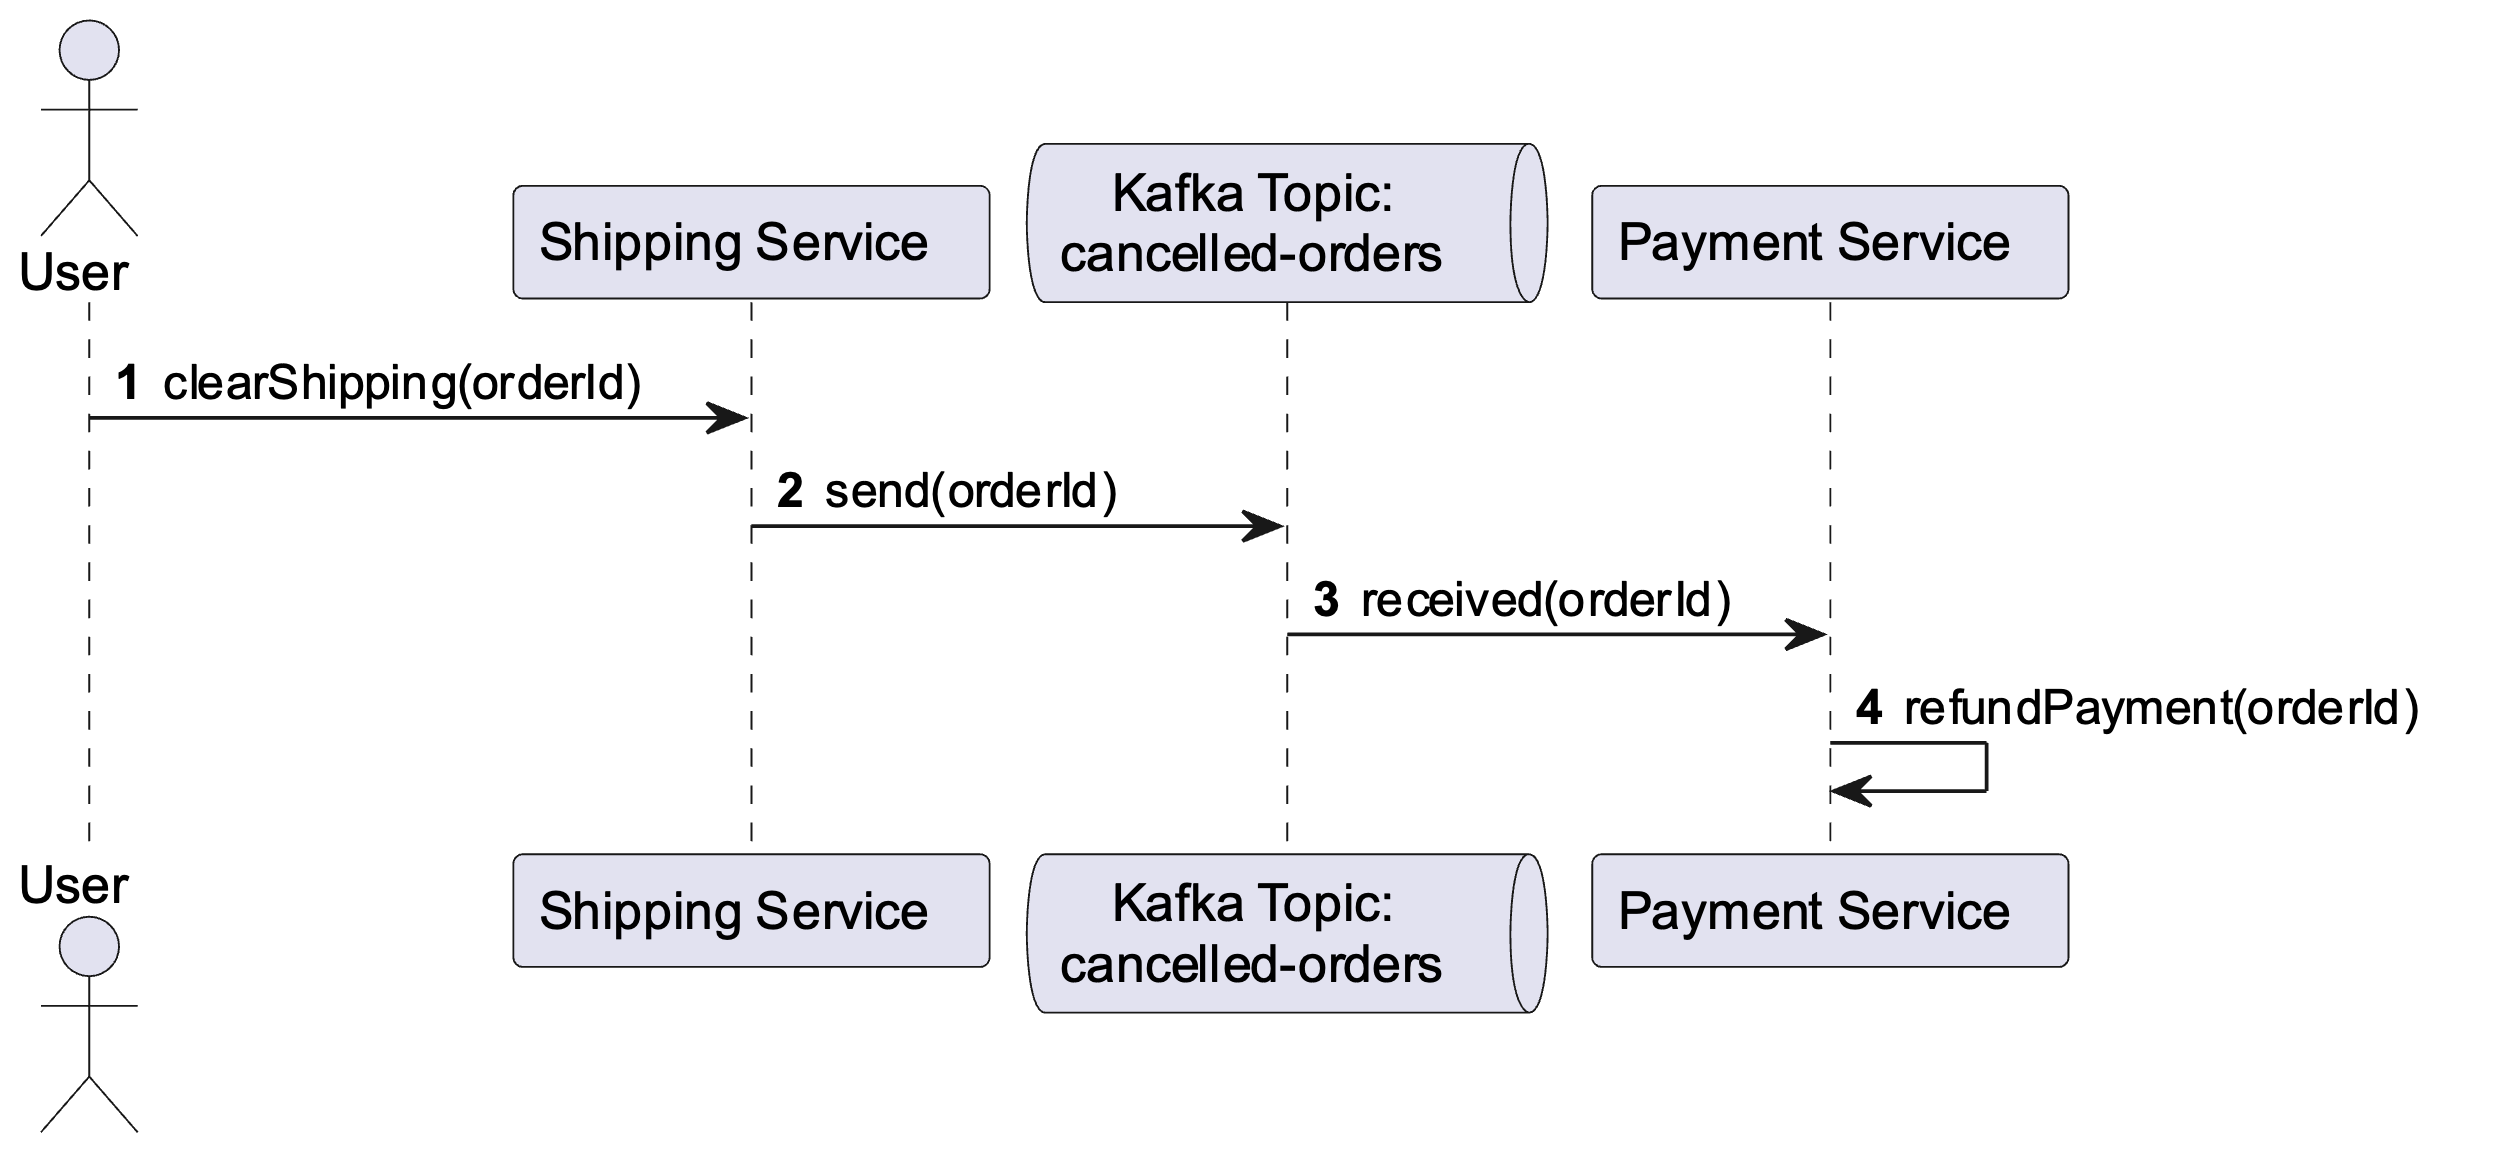 User
Shipping Service
Kafka Topic:
cancelled-orders
Payment Service
1 clearShipping(orderId)
2 send(orderId)
3 received(orderId)
4 refundPayment(orderId)
User
Shipping Service
Kafka Topic:
cancelled-orders
Payment Service